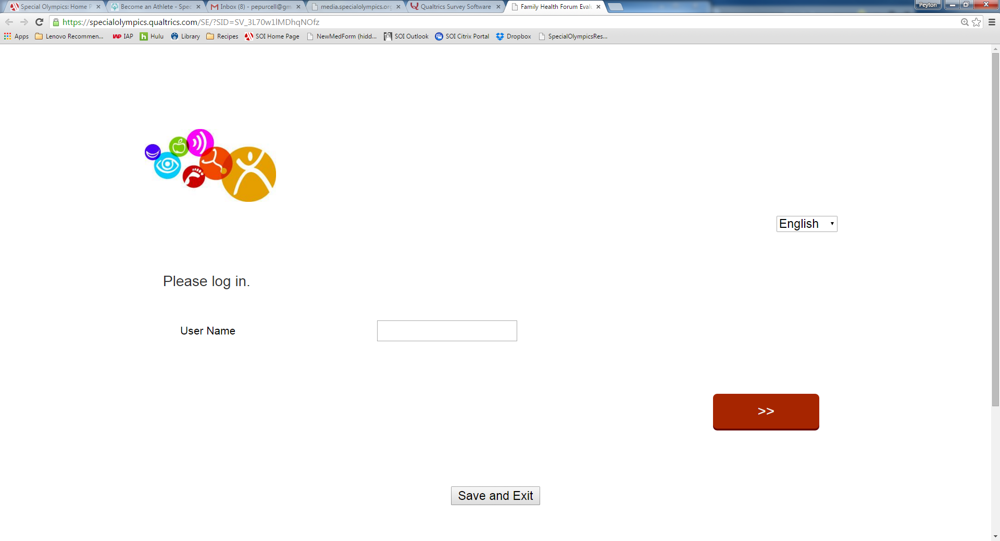 Special Olympics: Home P
Become an Athlete - Spec
Inbox (8) - pepurcell@gm
media.specialolympics.org
Qualtrics Survey Software
Family Health Forum Evalu
Peyton
https://specialolympics.qualtrics.com/SE/?SID=SV_3L70w1lMDhqNOfz
Apps
Lenovo Recommen...
IAP IAP
h Hulu
Library
Recipes
SOI Home Page
NewMedForm (hidd...
SOI Outlook
SOI Citrix Portal
Dropbox
SpecialOlympicsRes...
English
Please log in.
User Name
>>
Save and Exit